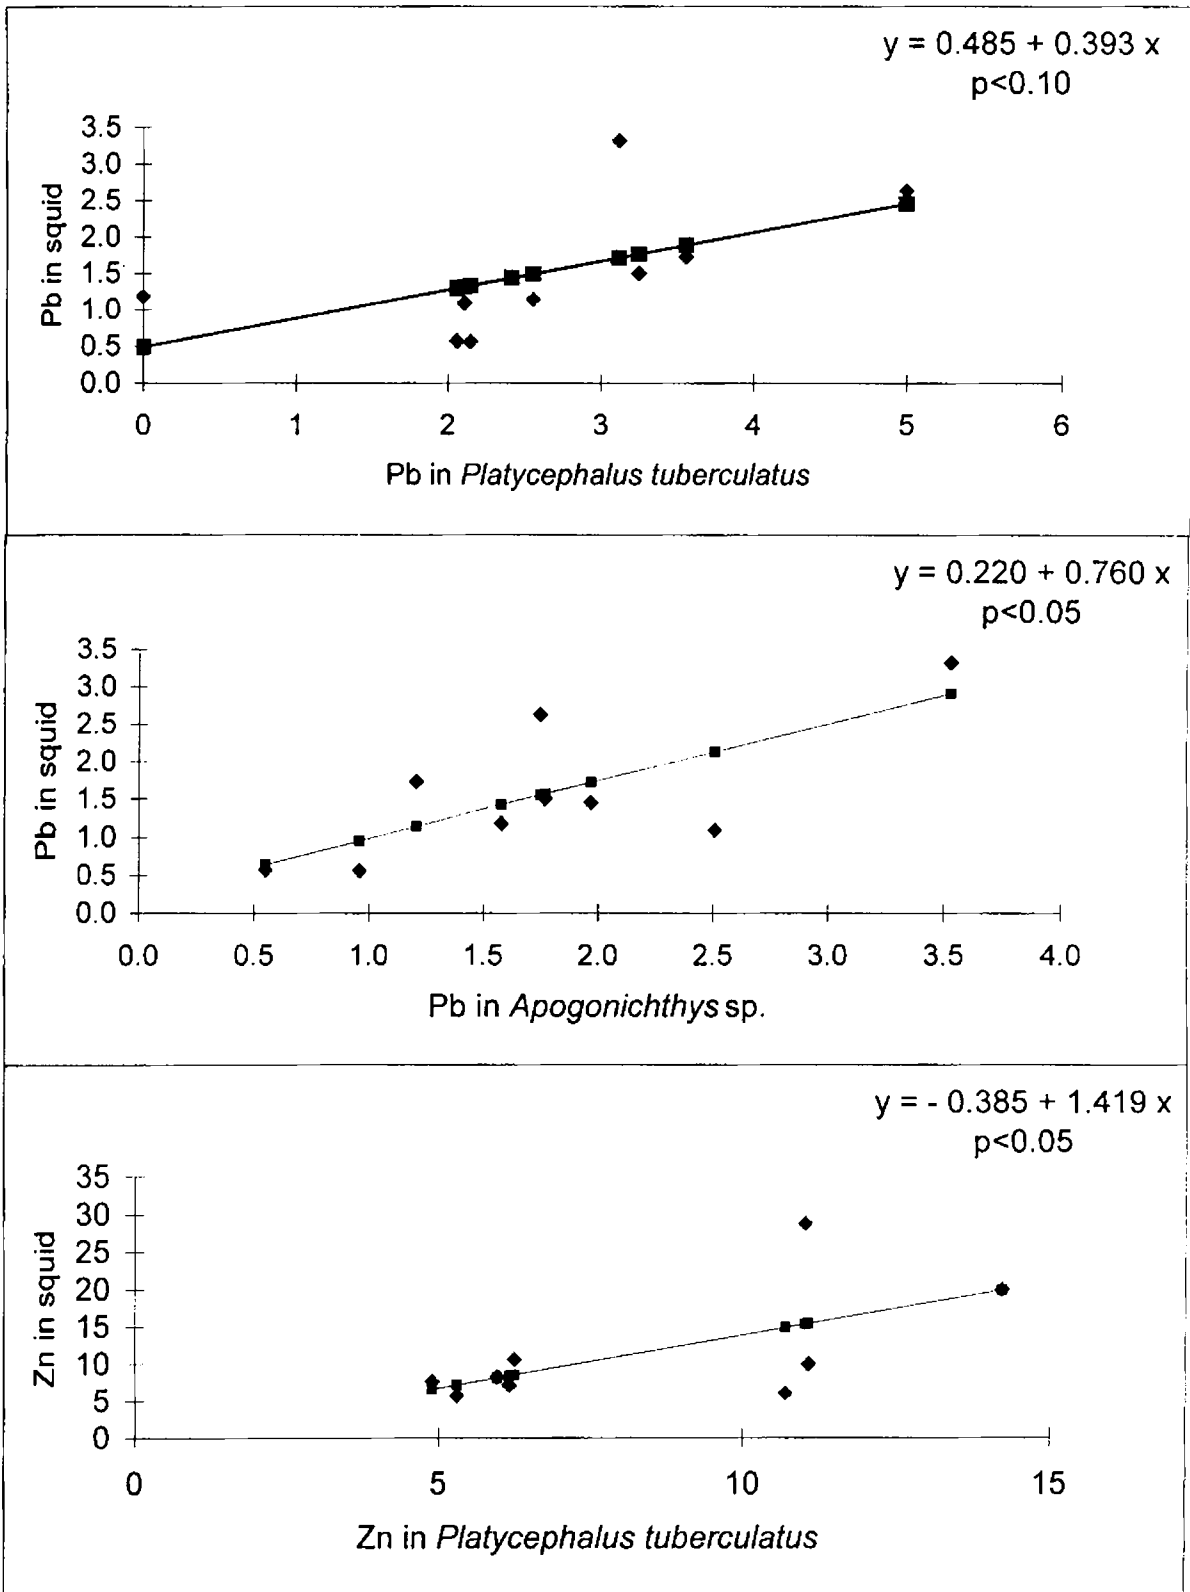 y = 0.485 + 0.393 x
p<0.10
3.5
3.0
2.5
2.0
1.5
1.0
0.5
0.0
Pb in squid
0 1 2 3 4 5 6
Pb in Platycephalus tuberculatus
y = 0.220 + 0.760 x
p<0.05
3.5
3.0
2.5
2.0
1.5
1.0
0.5
0.0
Pb in squid
0.0 0.5 1.0 1.5 2.0 2.5 3.0 3.5 4.0
Pb in Apogonichthys sp.
y = - 0.385 + 1.419 x
p<0.05
35
30
25
20
15
10
5
0
Zn in squid
0 5 10 15
Zn in Platycephalus tuberculatus